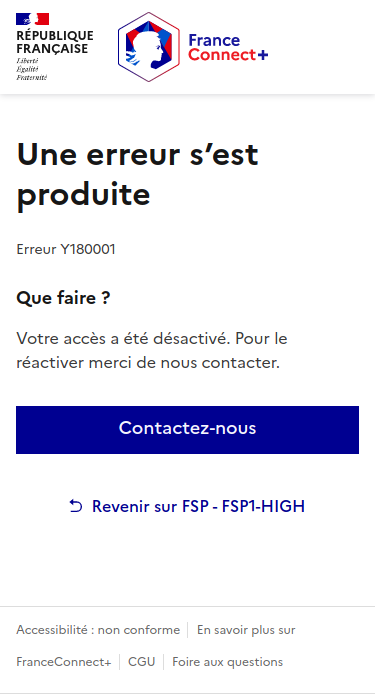 RÉPUBLIQUE
FRANÇAISE
Liberté
Égalité
Fraternité
France
Connect+
Une erreur s’est
produite
Erreur Y180001
Que faire ?
Votre accès a été désactivé. Pour le
réactiver merci de nous contacter.
Contactez-nous
Revenir sur FSP - FSP1-HIGH
Accessibilité : non conforme En savoir plus sur
FranceConnect+ CGU Foire aux questions